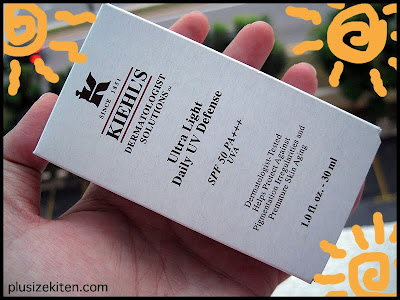 SINCE 1851
KIEHL'S
DERMATOLOGIST
SOLUTIONS™
Ultra Light
Daily UV Defense
SPF 50 PA+++
UVA
Dermatologist-Tested
Helps Protect Against
Pigmentation Irregularities and
Premature Skin Aging
1.0 fl. oz. - 30 ml
plusizekiten.com